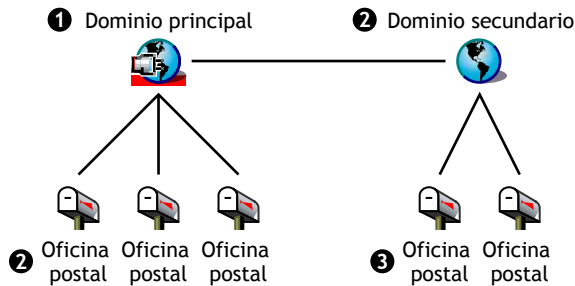 ❶ Dominio principal
❷ Dominio secundario
❷ Oficina postal
Oficina postal
Oficina postal
❸ Oficina postal
Oficina postal